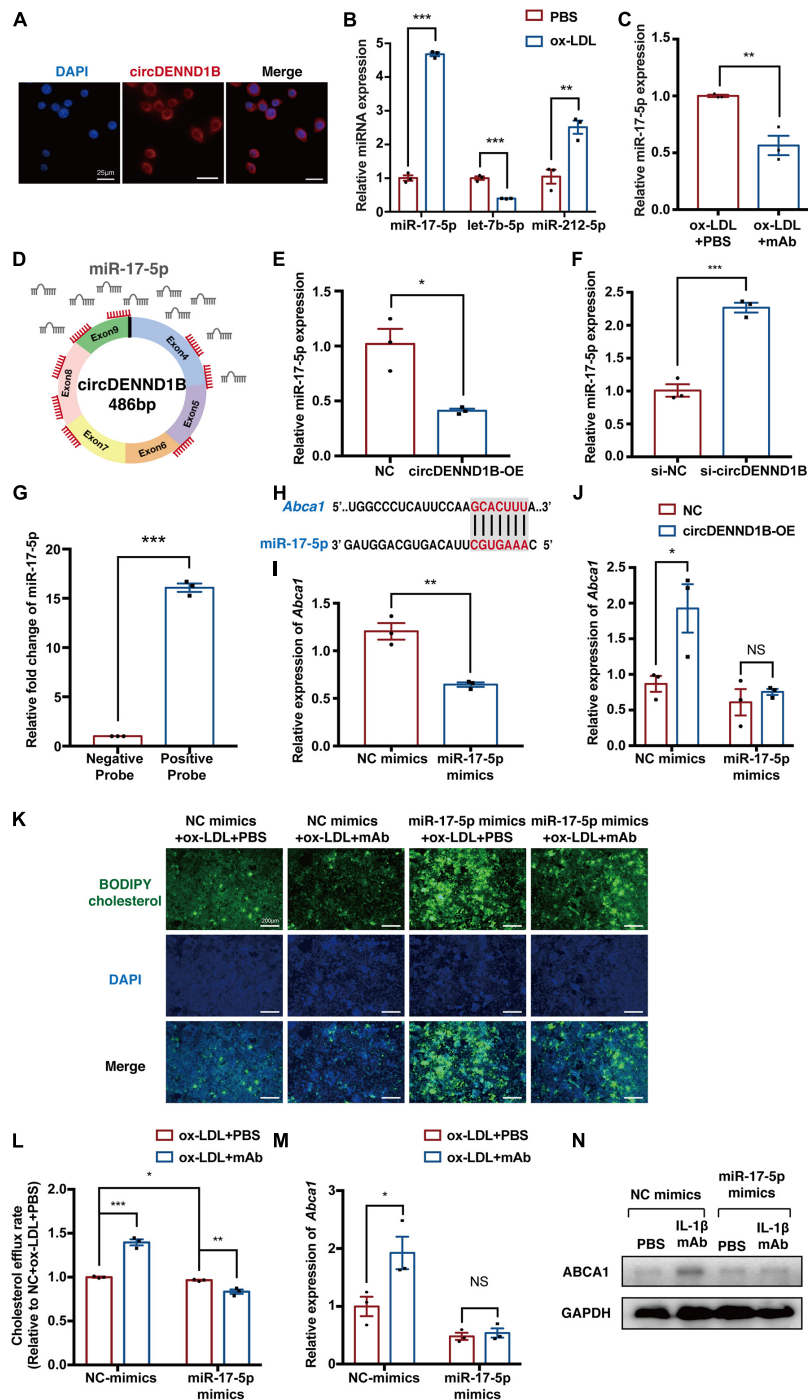 A
DAPI
circDENND1B
Merge
25μm
B
Relative miRNA expression
PBS
ox-LDL
***
***
**
6
4
2
1
0
miR-17-5p
let-7b-5p
miR-212-5p
C
Relative miR-17-5p expression
**
1.5
1.0
0.5
0.0
ox-LDL
+PBS
ox-LDL
+mAb
D
miR-17-5p
circDENND1B
486bp
Exon9
Exon4
Exon5
Exon6
Exon7
Exon8
E
Relative miR-17-5p expression
*
1.5
1.0
0.5
0.0
NC
circDENND1B-OE
F
Relative miR-17-5p expression
***
2.5
2.0
1.5
1.0
0.5
0.0
si-NC
si-circDENND1B
G
Relative fold change of miR-17-5p
***
20
15
10
5
0
Negative
Probe
Positive
Probe
H
Abca1 5'..UGGCCCUCAUUCCAAGCACUUUA..3'
miR-17-5p 3' GAUGGACGUGACAUUCGUGAAAC 5'
I
Relative expression of Abca1
**
1.5
1.0
0.5
0.0
NC mimics
miR-17-5p
mimics
J
NC
circDENND1B-OE
Relative expression of Abca1
*
NS
2.5
2.0
1.5
1.0
0.5
0.0
NC mimics
miR-17-5p
mimics
K
NC mimics
+ox-LDL+PBS
NC mimics
+ox-LDL+mAb
miR-17-5p mimics
+ox-LDL+PBS
miR-17-5p mimics
+ox-LDL+mAb
BODIPY
cholesterol
200μm
DAPI
Merge
L
ox-LDL+PBS
ox-LDL+mAb
Cholesterol efflux rate
(Relative to NC+ox-LDL+PBS)
*
***
**
2.0
1.5
1.0
0.5
0.0
NC-mimics
miR-17-5p
mimics
M
ox-LDL+PBS
ox-LDL+mAb
Relative expression of Abca1
*
NS
3
2
1
0
NC-mimics
miR-17-5p
mimics
N
NC mimics
miR-17-5p
mimics
PBS
IL-1β
mAb
PBS
IL-1β
mAb
ABCA1
GAPDH